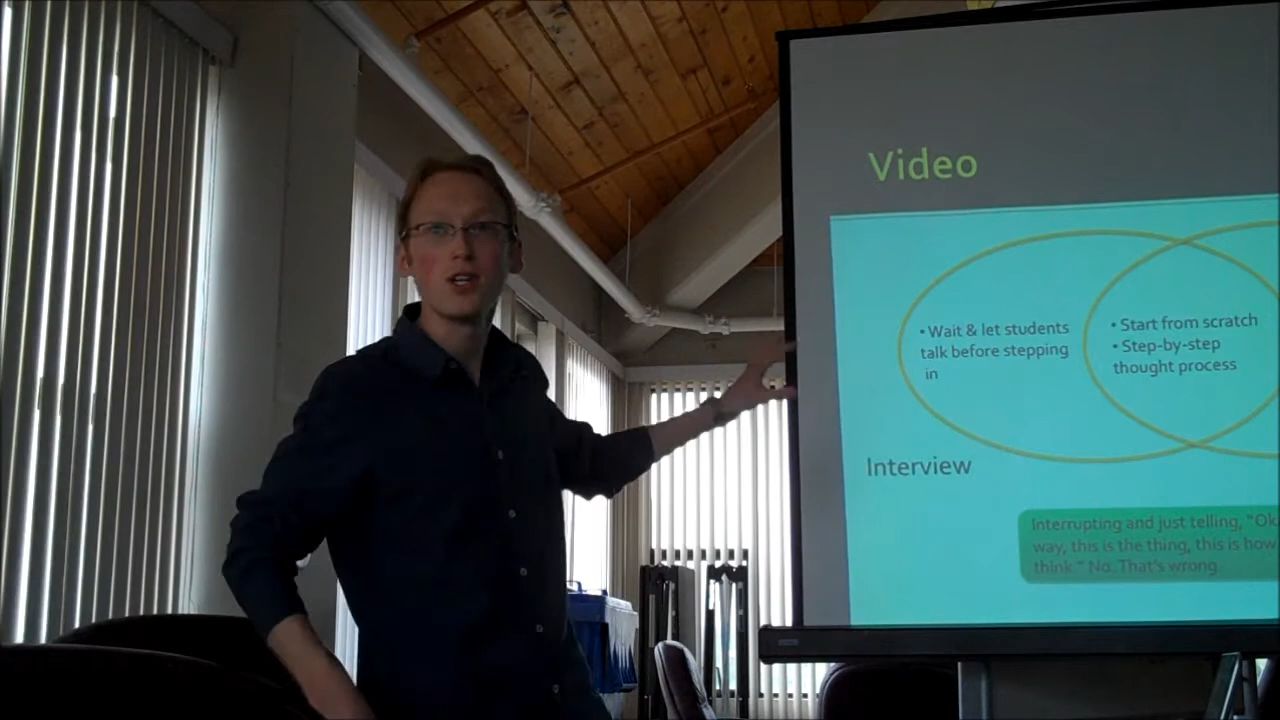 Video
• Wait & let students
talk before stepping
in
• Start from scratch
• Step-by-step
thought process
Interview
Interrupting and just telling, "Ok
way, this is the thing, this is how
think." No. That's wrong